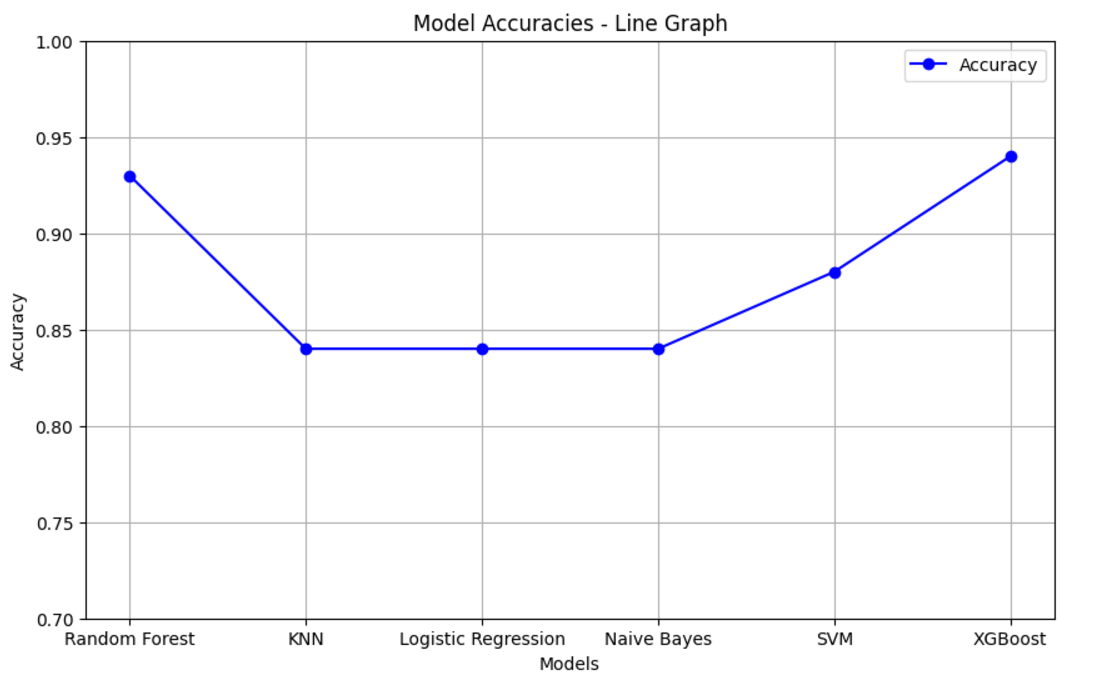 Model Accuracies - Line Graph
Accuracy
1.00
0.95
0.90
0.85
0.80
0.75
0.70
Accuracy
Random Forest KNN Logistic Regression Naive Bayes SVM XGBoost
Models